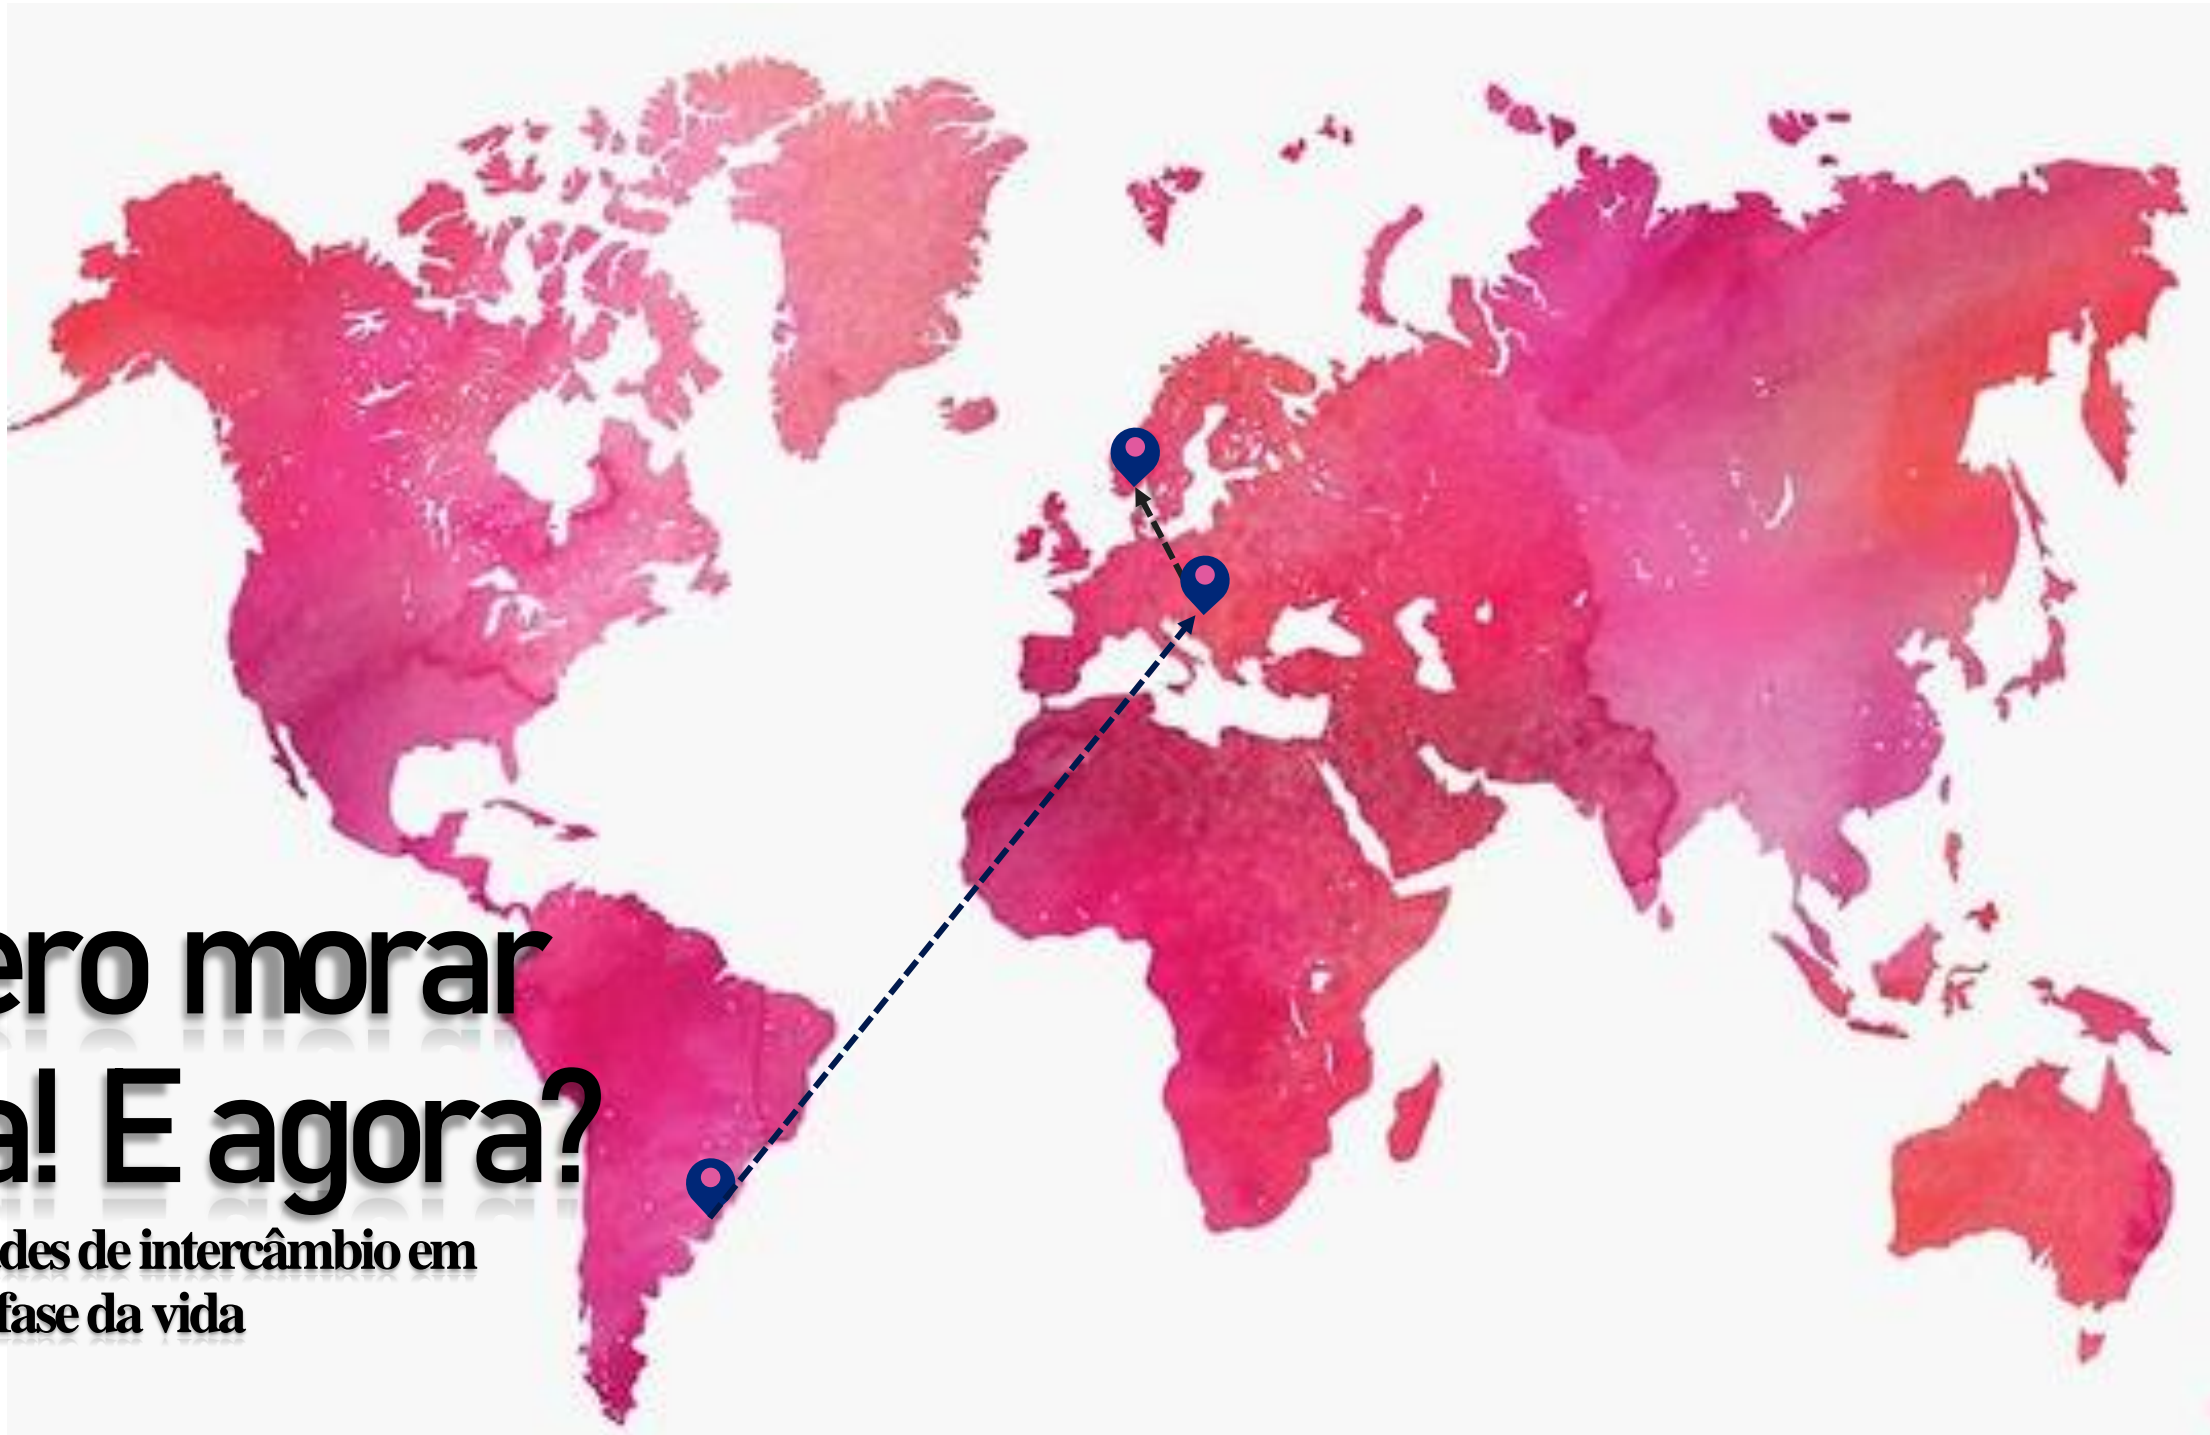 ero morar
a! E agora?
des de intercâmbio em
fase da vida